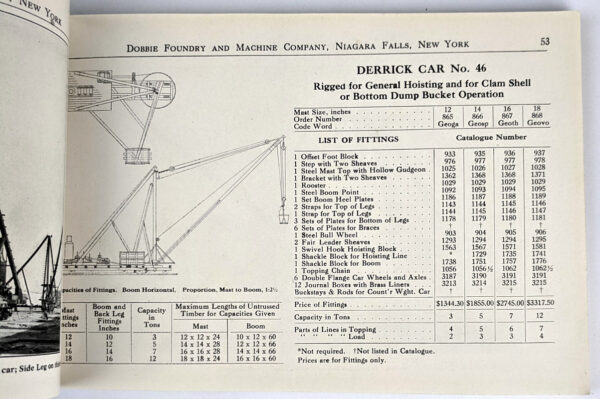 NEW YORK
DOBBIE FOUNDRY AND MACHINE COMPANY, NIAGARA FALLS, NEW YORK 53
DERRICK CAR No. 46
Rigged for General Hoisting and for Clam Shell
or Bottom Dump Bucket Operation
Mast Size, inches 12 14 16 18
Order Number 865 866 867 868
Code Word Geoga Geosp Geoth Geovo
LIST OF FITTINGS Catalogue Number
1 Offset Foot Block 933 935 936 937
1 Step with Two Sheaves 976 977 977 978
1 Steel Mast Top with Hollow Gudgeon 1025 1026 1027 1028
1 Bracket with Two Sheaves 1362 1368 1368 1371
1 Rooster 1029 1029 1029 1029
1 Steel Boom Point 1092 1093 1094 1095
1 Set Boom Heel Plates 1186 1187 1188 1189
2 Straps for Top of Legs 1143 1144 1145 1146
1 Strap for Top of Legs 1144 1145 1146 1147
3 Sets of Plates for Bottom of Legs 1178 1179 1180 1181
6 Sets of Plates for Braces † † † †
1 Steel Bull Wheel 903 904 905 906
2 Fair Leader Sheaves 1293 1294 1294 1295
1 Swivel Hook Hoisting Block 1563 1567 1571 1581
1 Shackle Block for Hoisting Line * 1729 1735 1741
1 Shackle Block for Boom 1738 1751 1757 1776
1 Topping Chain 1056 1056½ 1062 1062½
6 Double Flange Car Wheels and Axles 3187 3190 3191 3191
12 Journal Boxes with Brass Liners 3213 3214 3215 3215
Buckstays & Rods for Count'r Wght. Car † † † †
Price of Fittings $1344.30 $1855.00 $2745.00 $3317.50
Capacity in Tons 3 5 7 12
Parts of Lines in Topping 4 5 6 7
" " " " Load 2 3 3 4
*Not required. †Not listed in Catalogue.
Prices are for Fittings only.
Capacities of Fittings. Boom Horizontal. Proportion, Mast to Boom, 1:2½
Mast Fittings Inches
Boom and Back Leg Fittings Inches
Capacity in Tons
Maximum Lengths of Untrussed Timber for Capacities Given
Mast Boom
12 10 3 12 x 12 x 24 10 x 12 x 60
14 12 5 14 x 14 x 28 12 x 12 x 66
16 14 7 16 x 16 x 28 14 x 14 x 66
18 16 12 18 x 18 x 24 16 x 16 x 60
car; Side Leg on